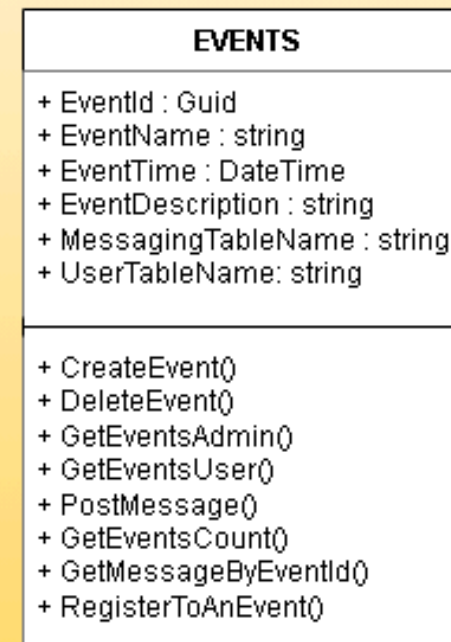 EVENTS
+ EventId : Guid
+ EventName : string
+ EventTime : DateTime
+ EventDescription : string
+ MessagingTableName : string
+ UserTableName: string
+ CreateEvent()
+ DeleteEvent()
+ GetEventsAdmin()
+ GetEventsUser()
+ PostMessage()
+ GetEventsCount()
+ GetMessageByEventId()
+ RegisterToAnEvent()